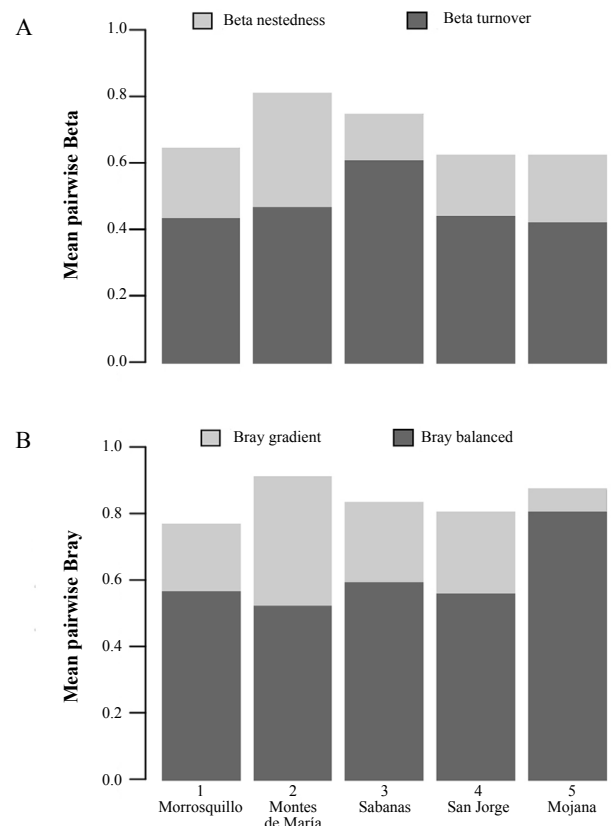 A
Beta nestedness
Beta turnover
Mean pairwise Beta
1.0
0.8
0.6
0.4
0.2
0.0
B
Bray gradient
Bray balanced
Mean pairwise Bray
1.0
0.8
0.6
0.4
0.2
0.0
1
Morrosquillo
2
Montes
de María
3
Sabanas
4
San Jorge
5
Mojana